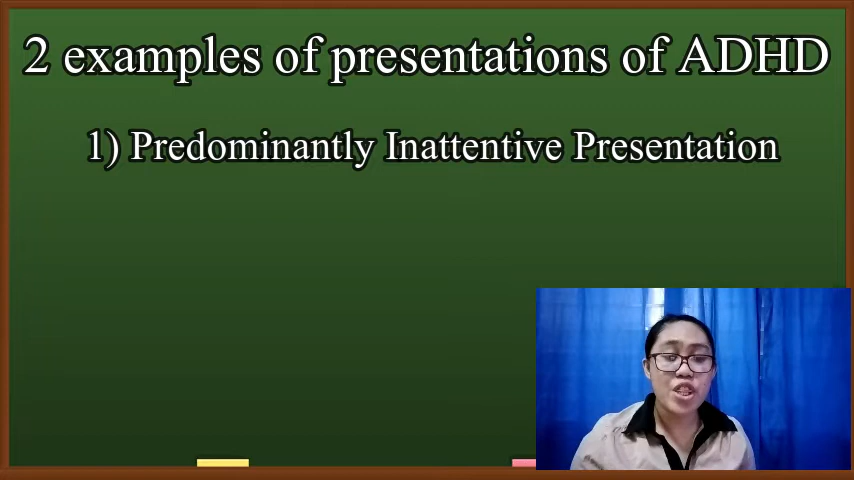 2 examples of presentations of ADHD
1) Predominantly Inattentive Presentation